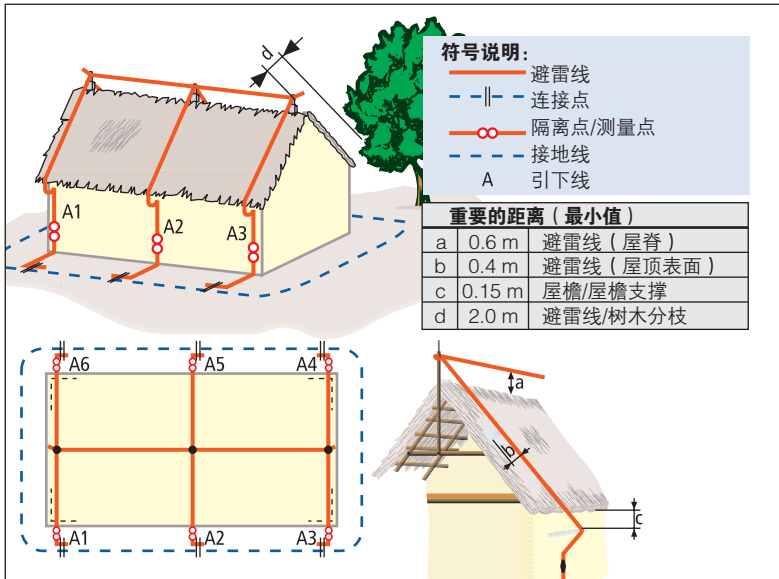 d
A1
A2
A3
符号说明:
避雷线
连接点
隔离点/测量点
接地线
A 引下线
重要的距离（最小值）
a 0.6 m 避雷线（屋脊）
b 0.4 m 避雷线（屋顶表面）
c 0.15 m 屋檐/屋檐支撑
d 2.0 m 避雷线/树木分枝
A6 A5 A4
A1 A2 A3
a
b
c